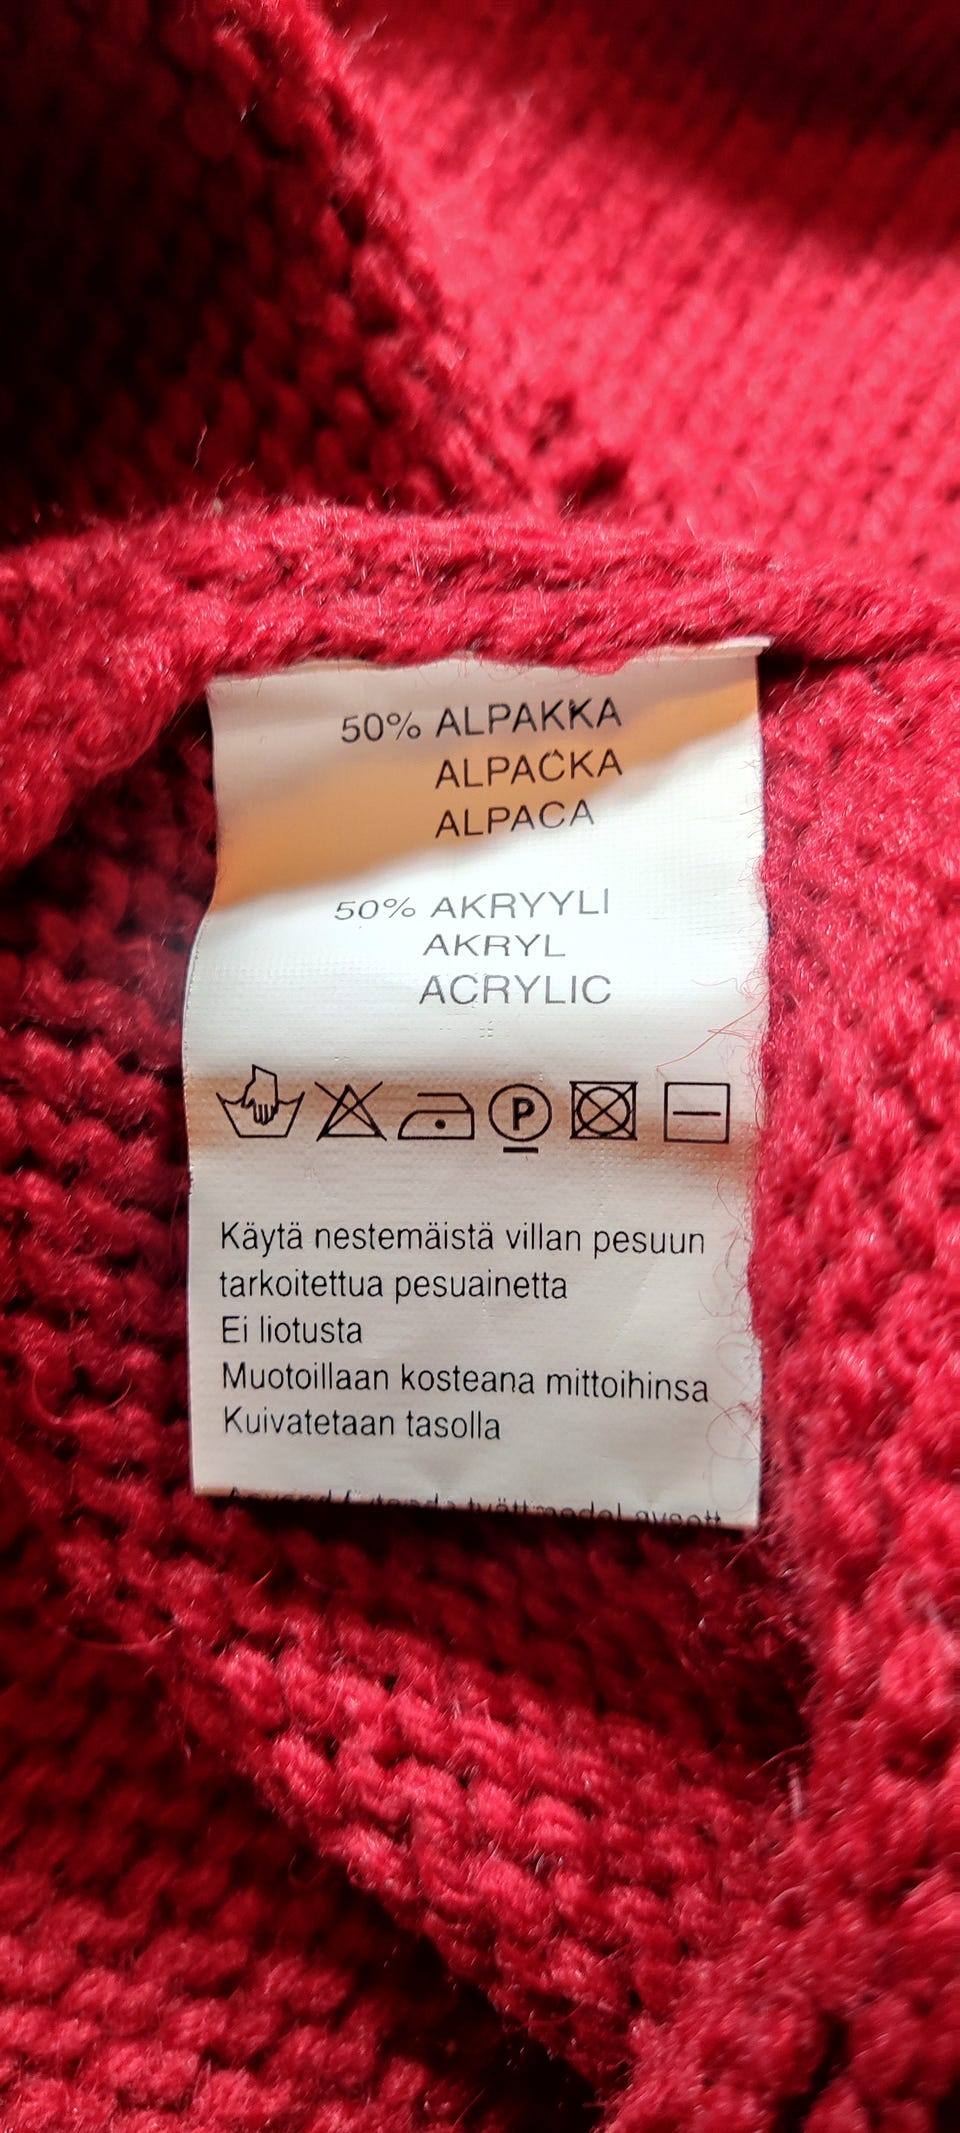 50% ALPAKKA
ALPACKA
ALPACA
50% AKRYYLI
AKRYL
ACRYLIC
P
Käytä nestemäistä villan pesuun
tarkoitettua pesuainetta
Ei liotusta
Muotoillaan kosteana mittoihinsa
Kuivatetaan tasolla